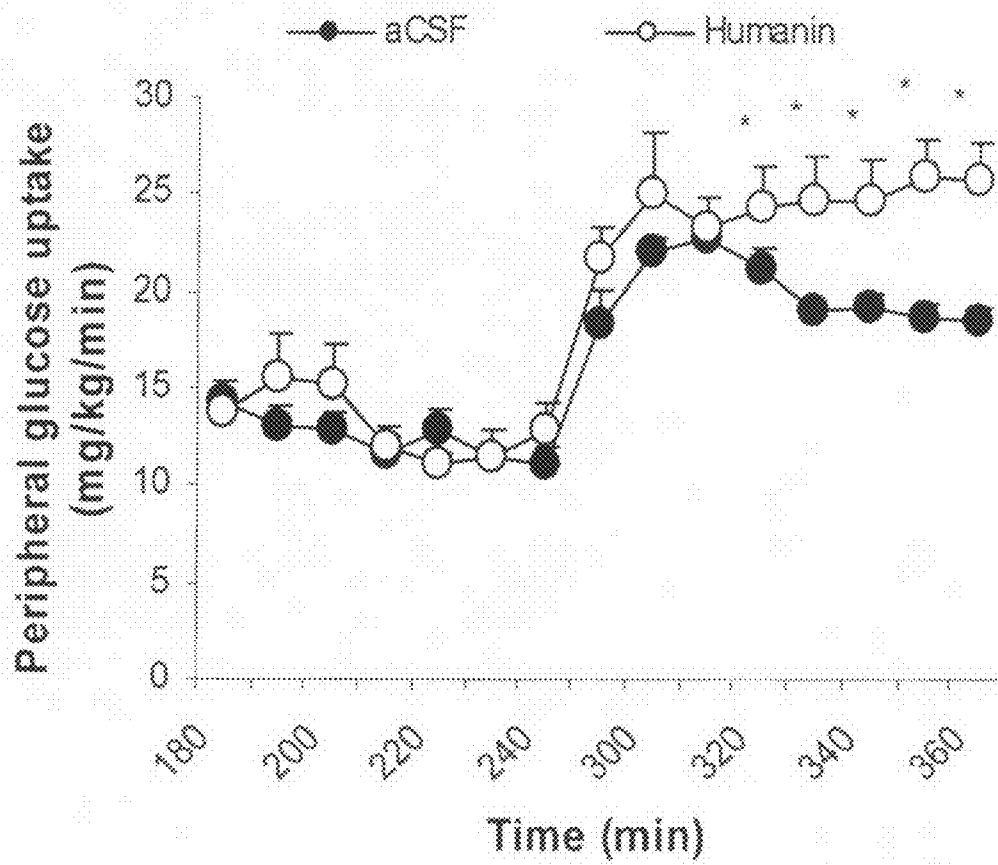 aCSF Humanin
Peripheral glucose uptake
(mg/kg/min)
30
25
20
15
10
5
0
* * * * *
180 200 220 240 300 320 340 360
Time (min)